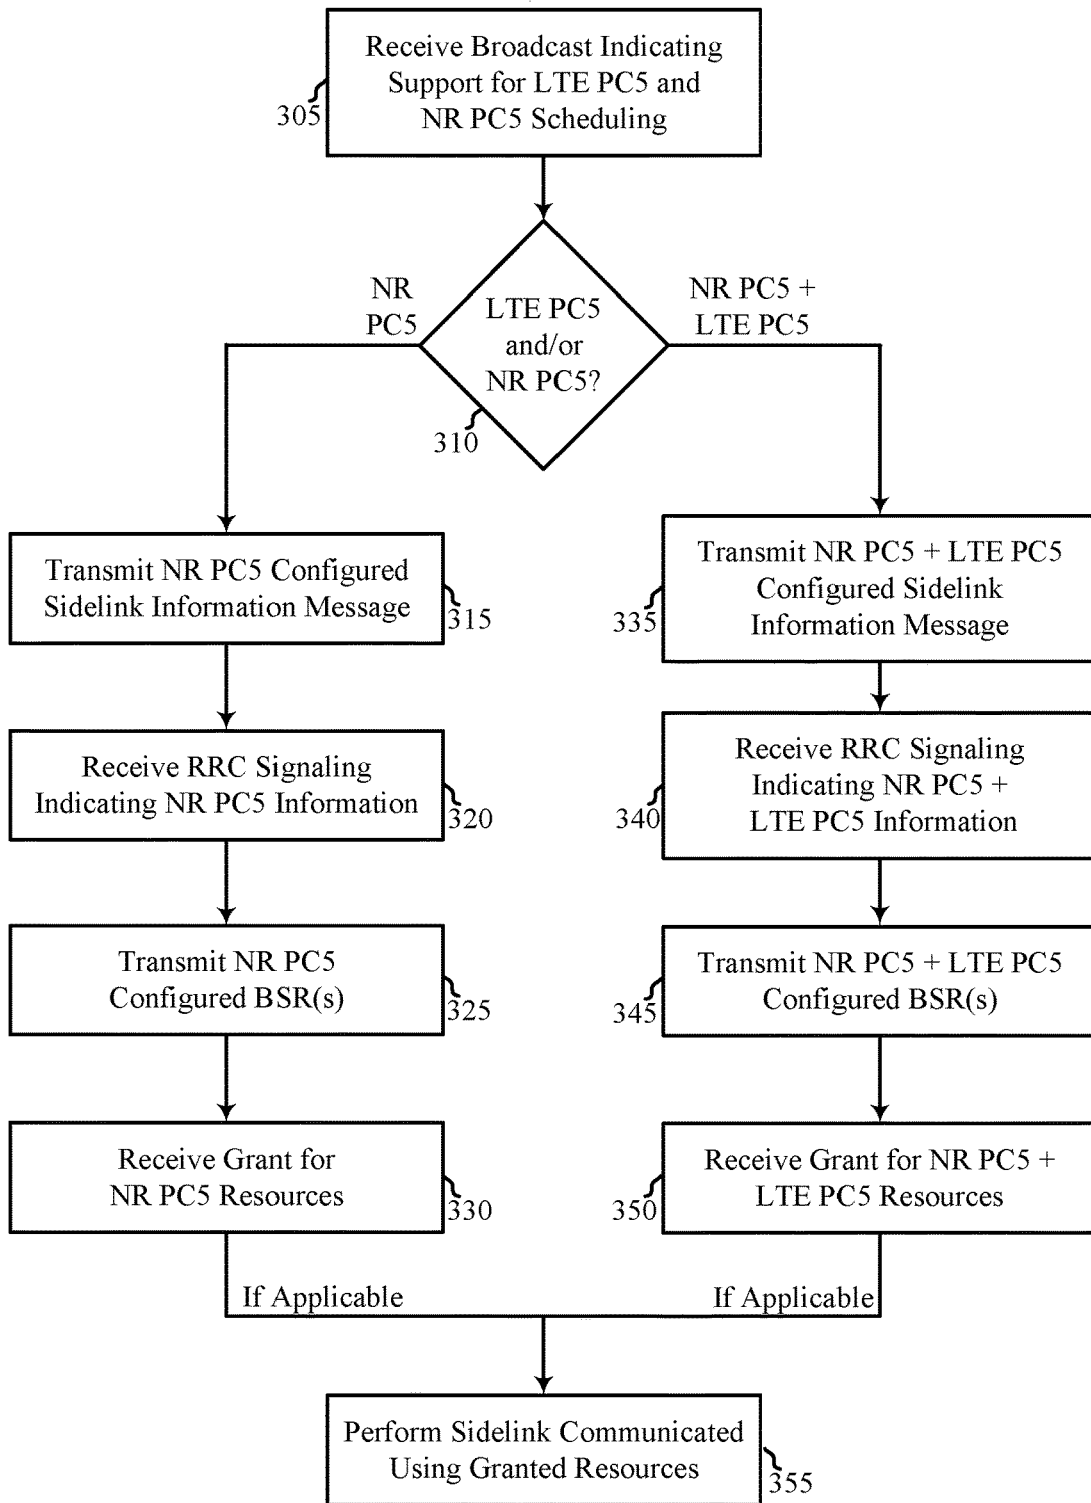 Receive Broadcast Indicating
Support for LTE PC5 and
NR PC5 Scheduling
305
NR
PC5
LTE PC5
and/or
NR PC5?
NR PC5 +
LTE PC5
310
Transmit NR PC5 Configured
Sidelink Information Message
315
Transmit NR PC5 + LTE PC5
Configured Sidelink
Information Message
335
Receive RRC Signaling
Indicating NR PC5 Information
320
Receive RRC Signaling
Indicating NR PC5 +
LTE PC5 Information
340
Transmit NR PC5
Configured BSR(s)
325
Transmit NR PC5 + LTE PC5
Configured BSR(s)
345
Receive Grant for
NR PC5 Resources
330
Receive Grant for NR PC5 +
LTE PC5 Resources
350
If Applicable
If Applicable
Perform Sidelink Communicated
Using Granted Resources
355